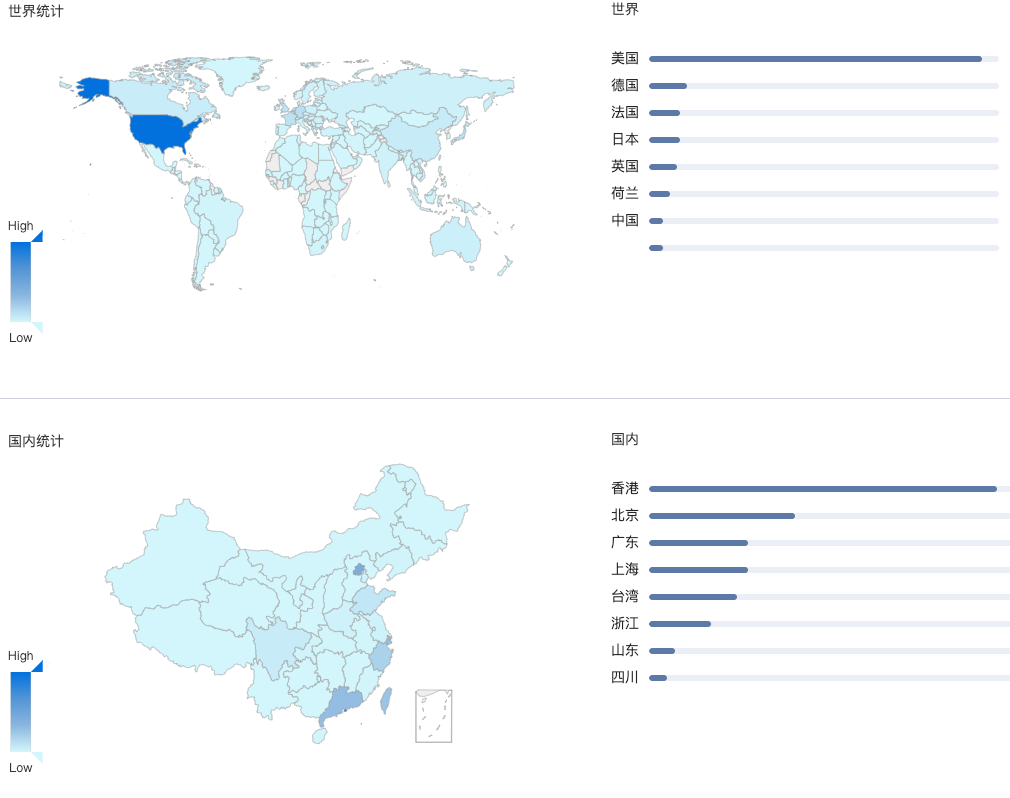 世界统计
世界
美国
德国
法国
日本
英国
荷兰
中国
High
Low
国内统计
国内
香港
北京
广东
上海
台湾
浙江
山东
四川
High
Low